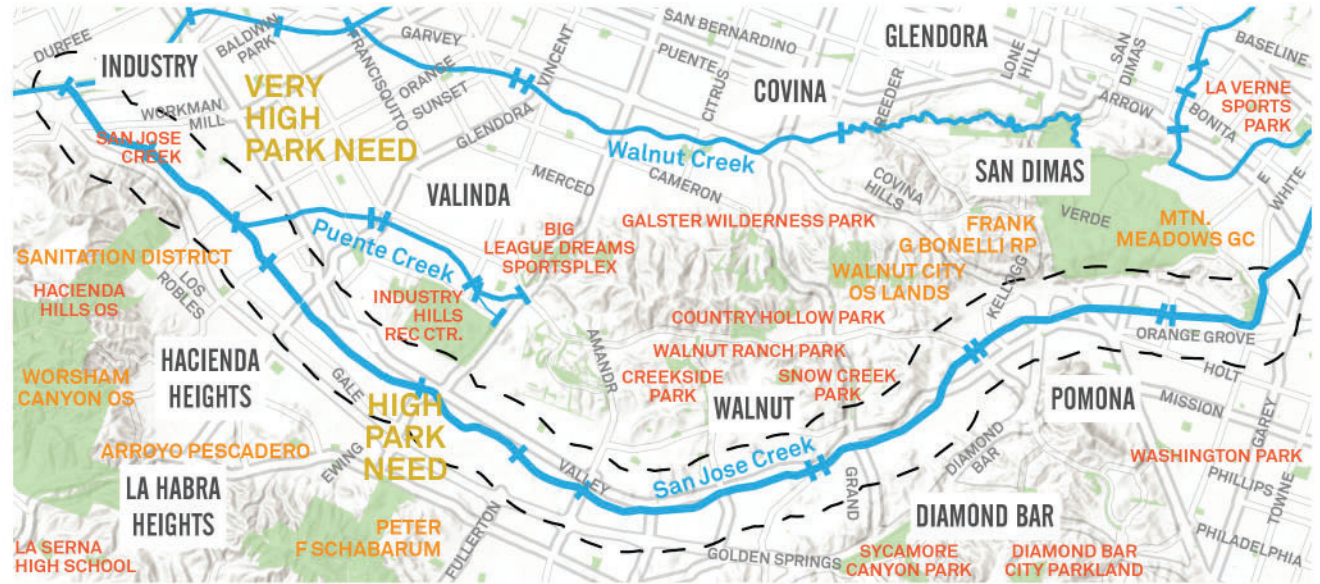 DURFEE
INDUSTRY
BALDWIN
PARK
GARVEY
FRANCISQUITO
ORANGE
SUNSET
VINCENT
GLENDORA
SAN BERNARDINO
PUENTE
CITRUS
COVINA
GLENDORA
LONE
HILL
REEDER
SAN
DIMAS
ARROW
BASELINE
BONITA
LA VERNE
SPORTS
PARK
E
WHITE
WORKMAN
MILL
SAN JOSE
CREEK
VERY
HIGH
PARK NEED
VALINDA
MERCED
Walnut Creek
CAMERON
COVINA
HILLS
SAN DIMAS
VERDE
Puente Creek
BIG
LEAGUE DREAMS
SPORTSPLEX
GALSTER WILDERNESS PARK
FRANK
G BONELLI RP
MTN.
MEADOWS GC
SANITATION DISTRICT
LOS
ROBLES
HACIENDA
HILLS OS
INDUSTRY
HILLS
REC CTR.
WALNUT CITY
OS LANDS
KELLOGG
COUNTRY HOLLOW PARK
ORANGE GROVE
HACIENDA
HEIGHTS
WORSHAM
CANYON OS
GALE
HIGH
PARK
NEED
AMANDR
WALNUT RANCH PARK
CREEKSIDE
PARK
SNOW CREEK
PARK
WALNUT
POMONA
HOLT
MISSION
GAREY
ARROYO PESCADERO
EWING
VALLEY
San Jose Creek
GRAND
DIAMOND
BAR
WASHINGTON PARK
PHILLIPS
TOWNE
LA HABRA
HEIGHTS
PETER
F SCHABARUM
FULLERTON
GOLDEN SPRINGS
DIAMOND BAR
PHILADELPHIA
LA SERNA
HIGH SCHOOL
SYCAMORE
CANYON PARK
DIAMOND BAR
CITY PARKLAND